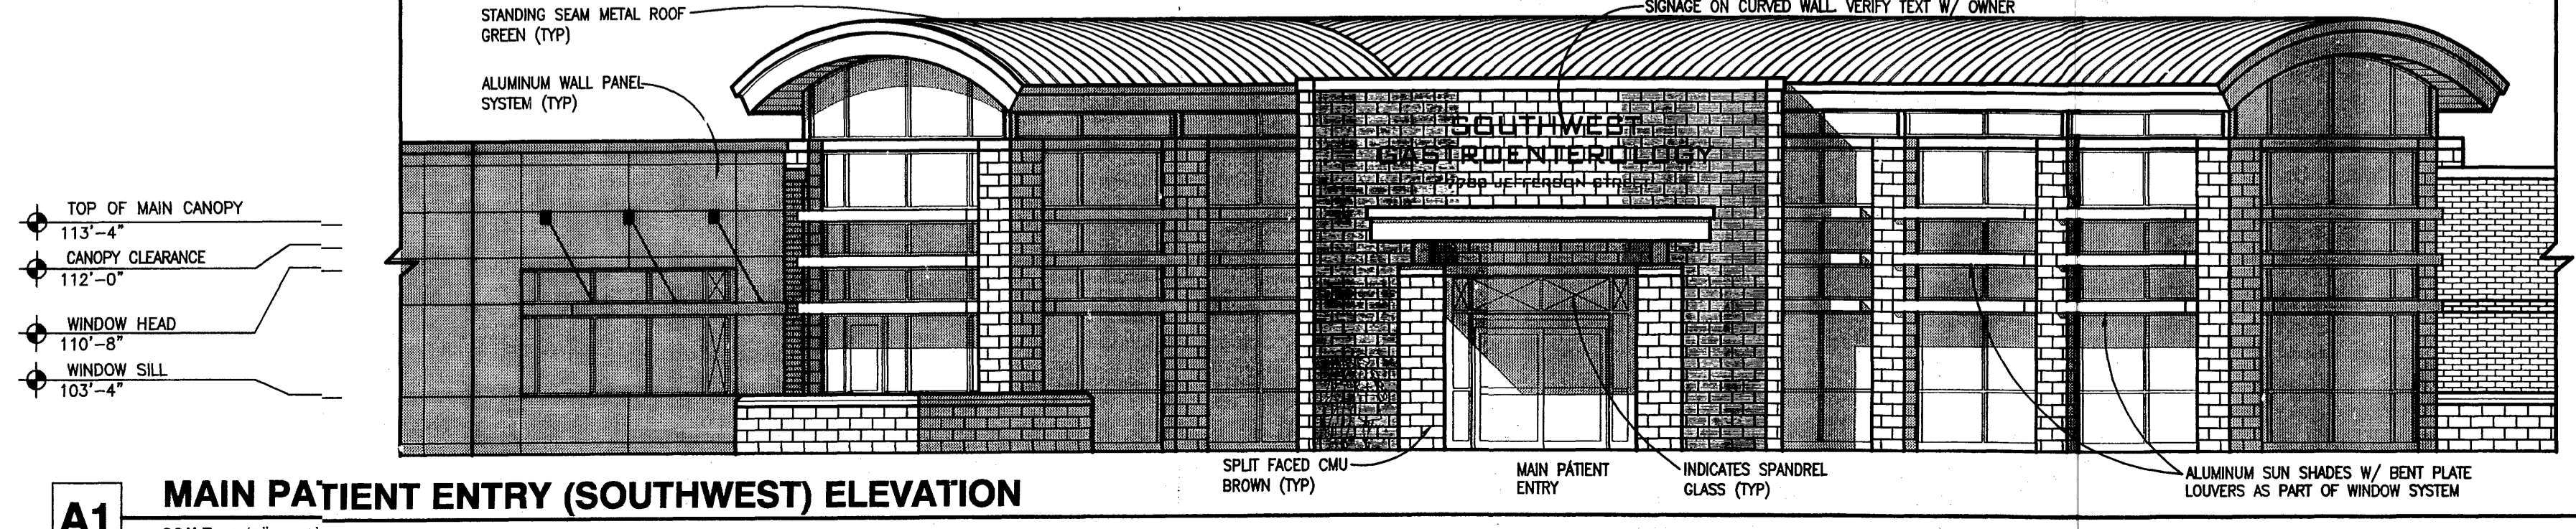 STANDING SEAM METAL ROOF
GREEN (TYP)
SIGNAGE ON CURVED WALL. VERIFY TEXT W/ OWNER
ALUMINUM WALL PANEL
SYSTEM (TYP)
SOUTHWEST
GASTROENTEROLOGY
JEFFERSON STREET
TOP OF MAIN CANOPY
113'-4"
CANOPY CLEARANCE
112'-0"
WINDOW HEAD
110'-8"
WINDOW SILL
103'-4"
SPLIT FACED CMU
BROWN (TYP)
MAIN PATIENT
ENTRY
INDICATES SPANDREL
GLASS (TYP)
ALUMINUM SUN SHADES W/ BENT PLATE
LOUVERS AS PART OF WINDOW SYSTEM
A1
MAIN PATIENT ENTRY (SOUTHWEST) ELEVATION